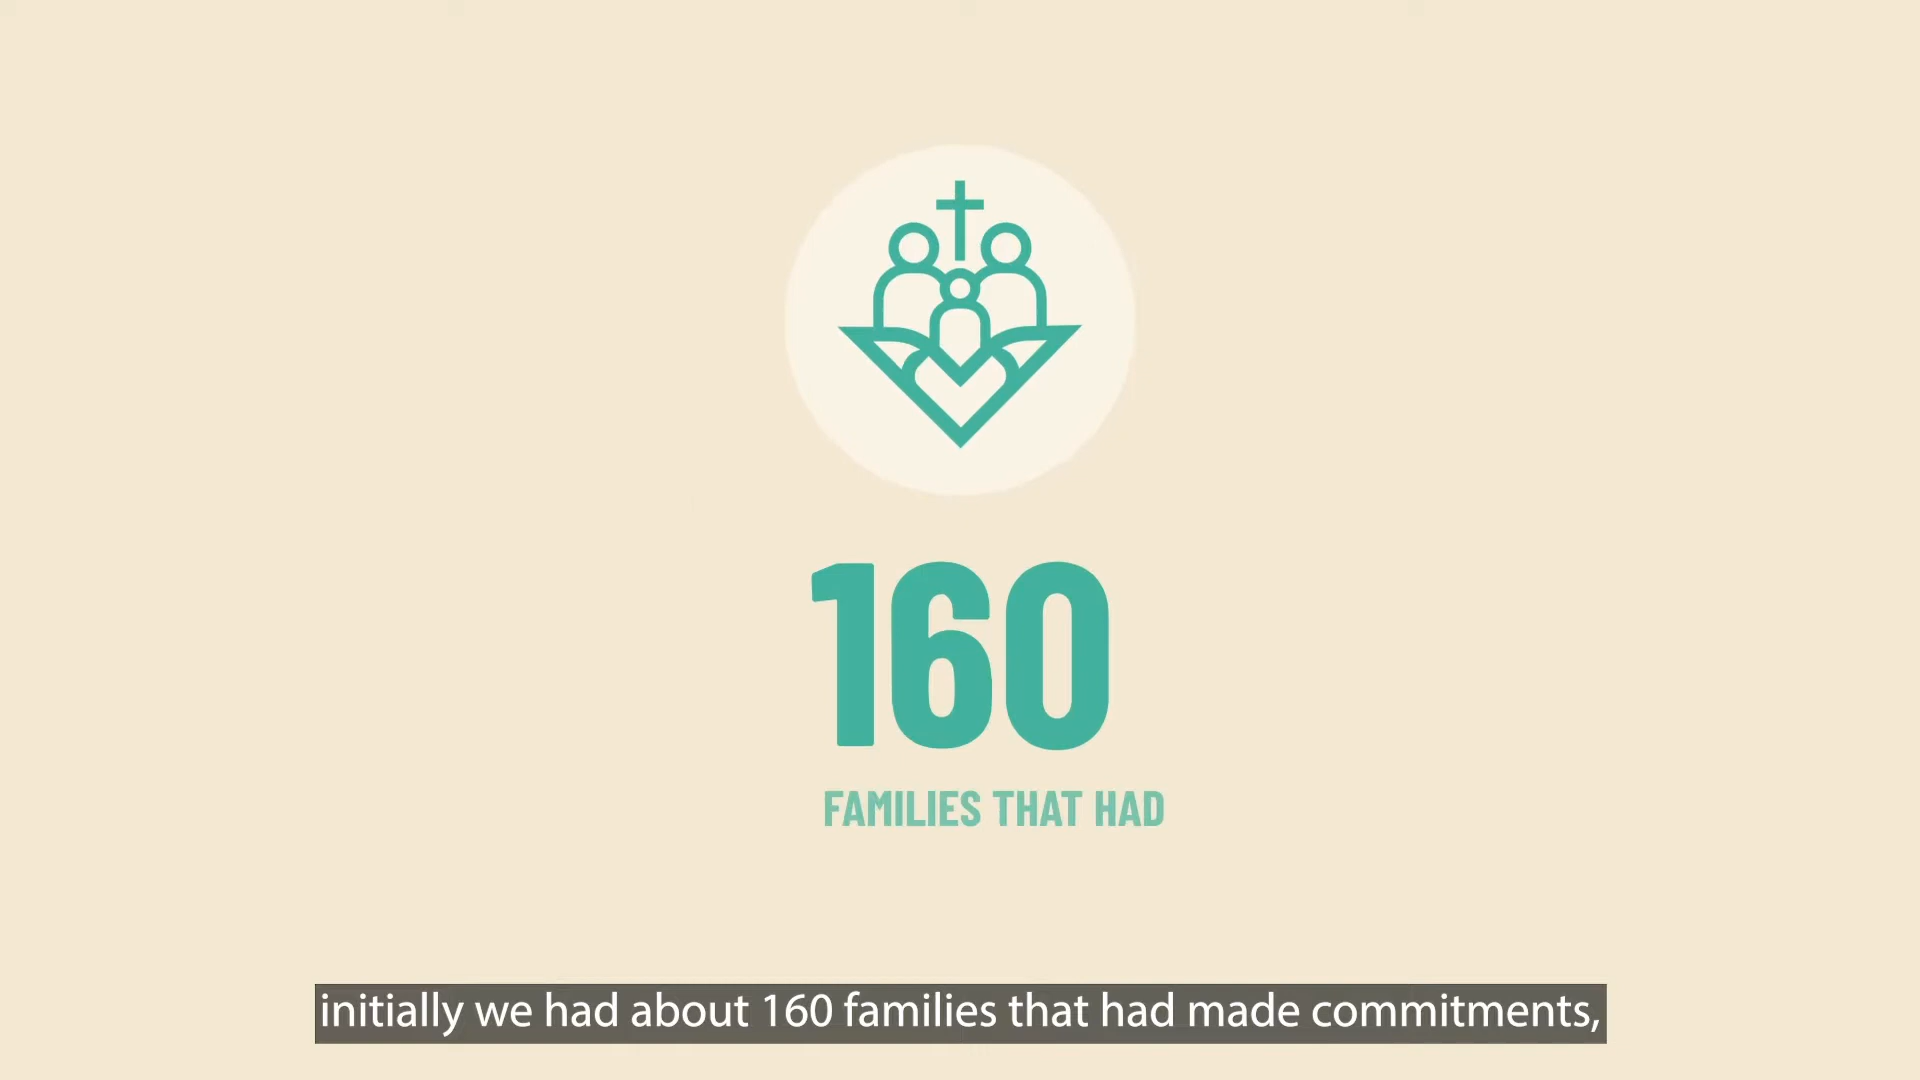 160
FAMILIES THAT HAD
initially we had about 160 families that had made commitments,